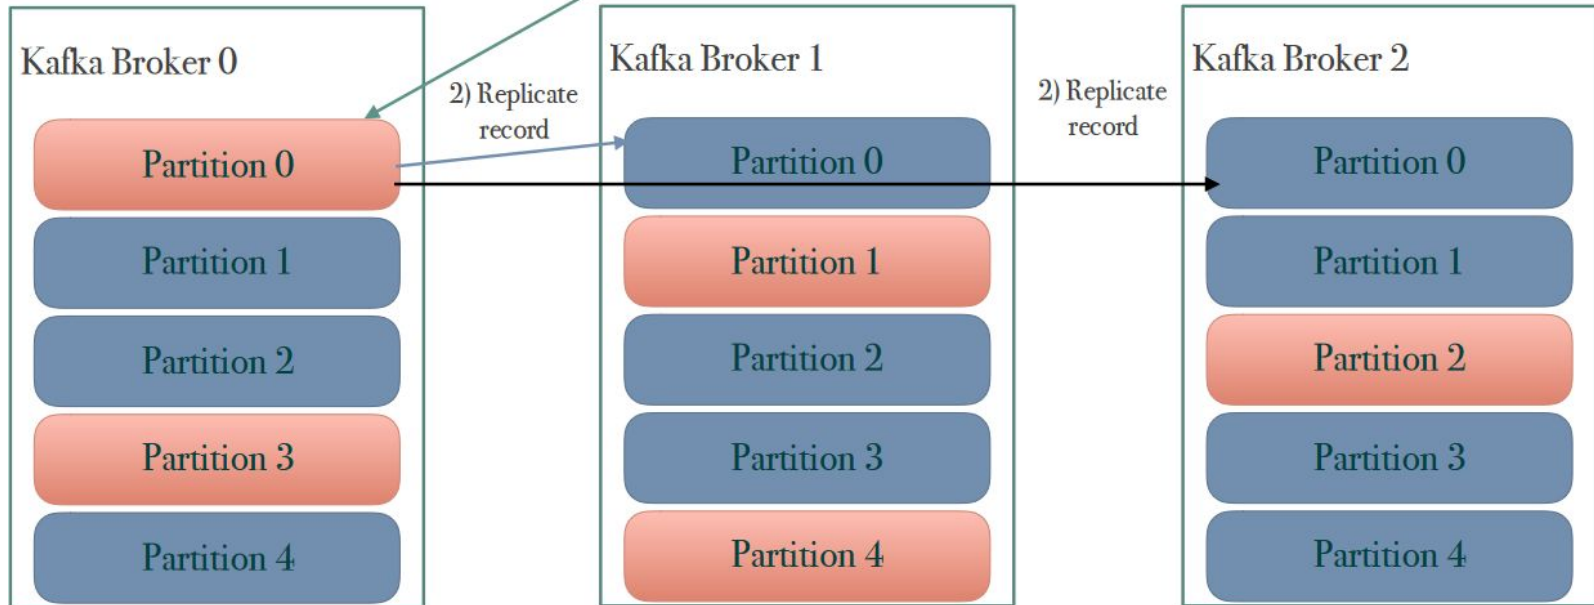 Kafka Broker 0
Partition 0
Partition 1
Partition 2
Partition 3
Partition 4
2) Replicate
record
Kafka Broker 1
Partition 0
Partition 1
Partition 2
Partition 3
Partition 4
2) Replicate
record
Kafka Broker 2
Partition 0
Partition 1
Partition 2
Partition 3
Partition 4